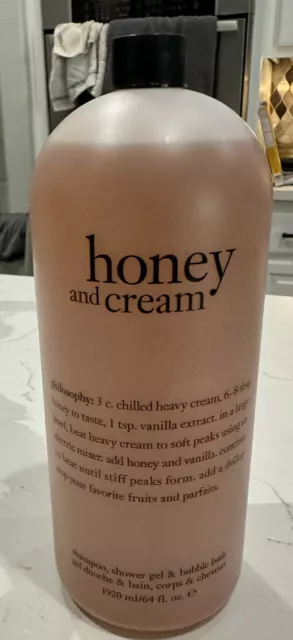 honey
and cream
philosophy: 3 c. chilled heavy cream, 6-8 tbsp.
honey to taste, 1 tsp. vanilla extract. in a large
bowl, beat heavy cream to soft peaks using an
electric mixer. add honey and vanilla. continue
to beat until stiff peaks form. add a dollop
atop your favorite fruits and parfaits.
shampoo, shower gel & bubble bath
gel douche & bain, corps & cheveux
1920 ml/64 fl. oz. e